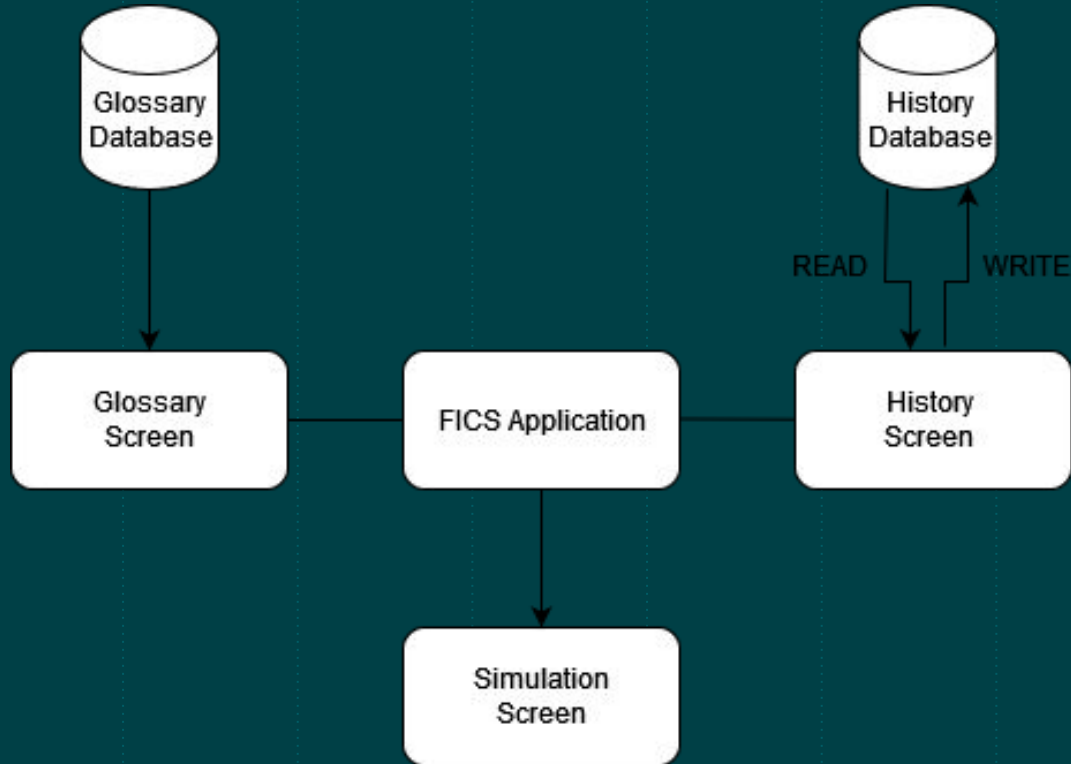 Glossary
Database
History
Database
READ
WRITE
Glossary
Screen
FICS Application
History
Screen
Simulation
Screen